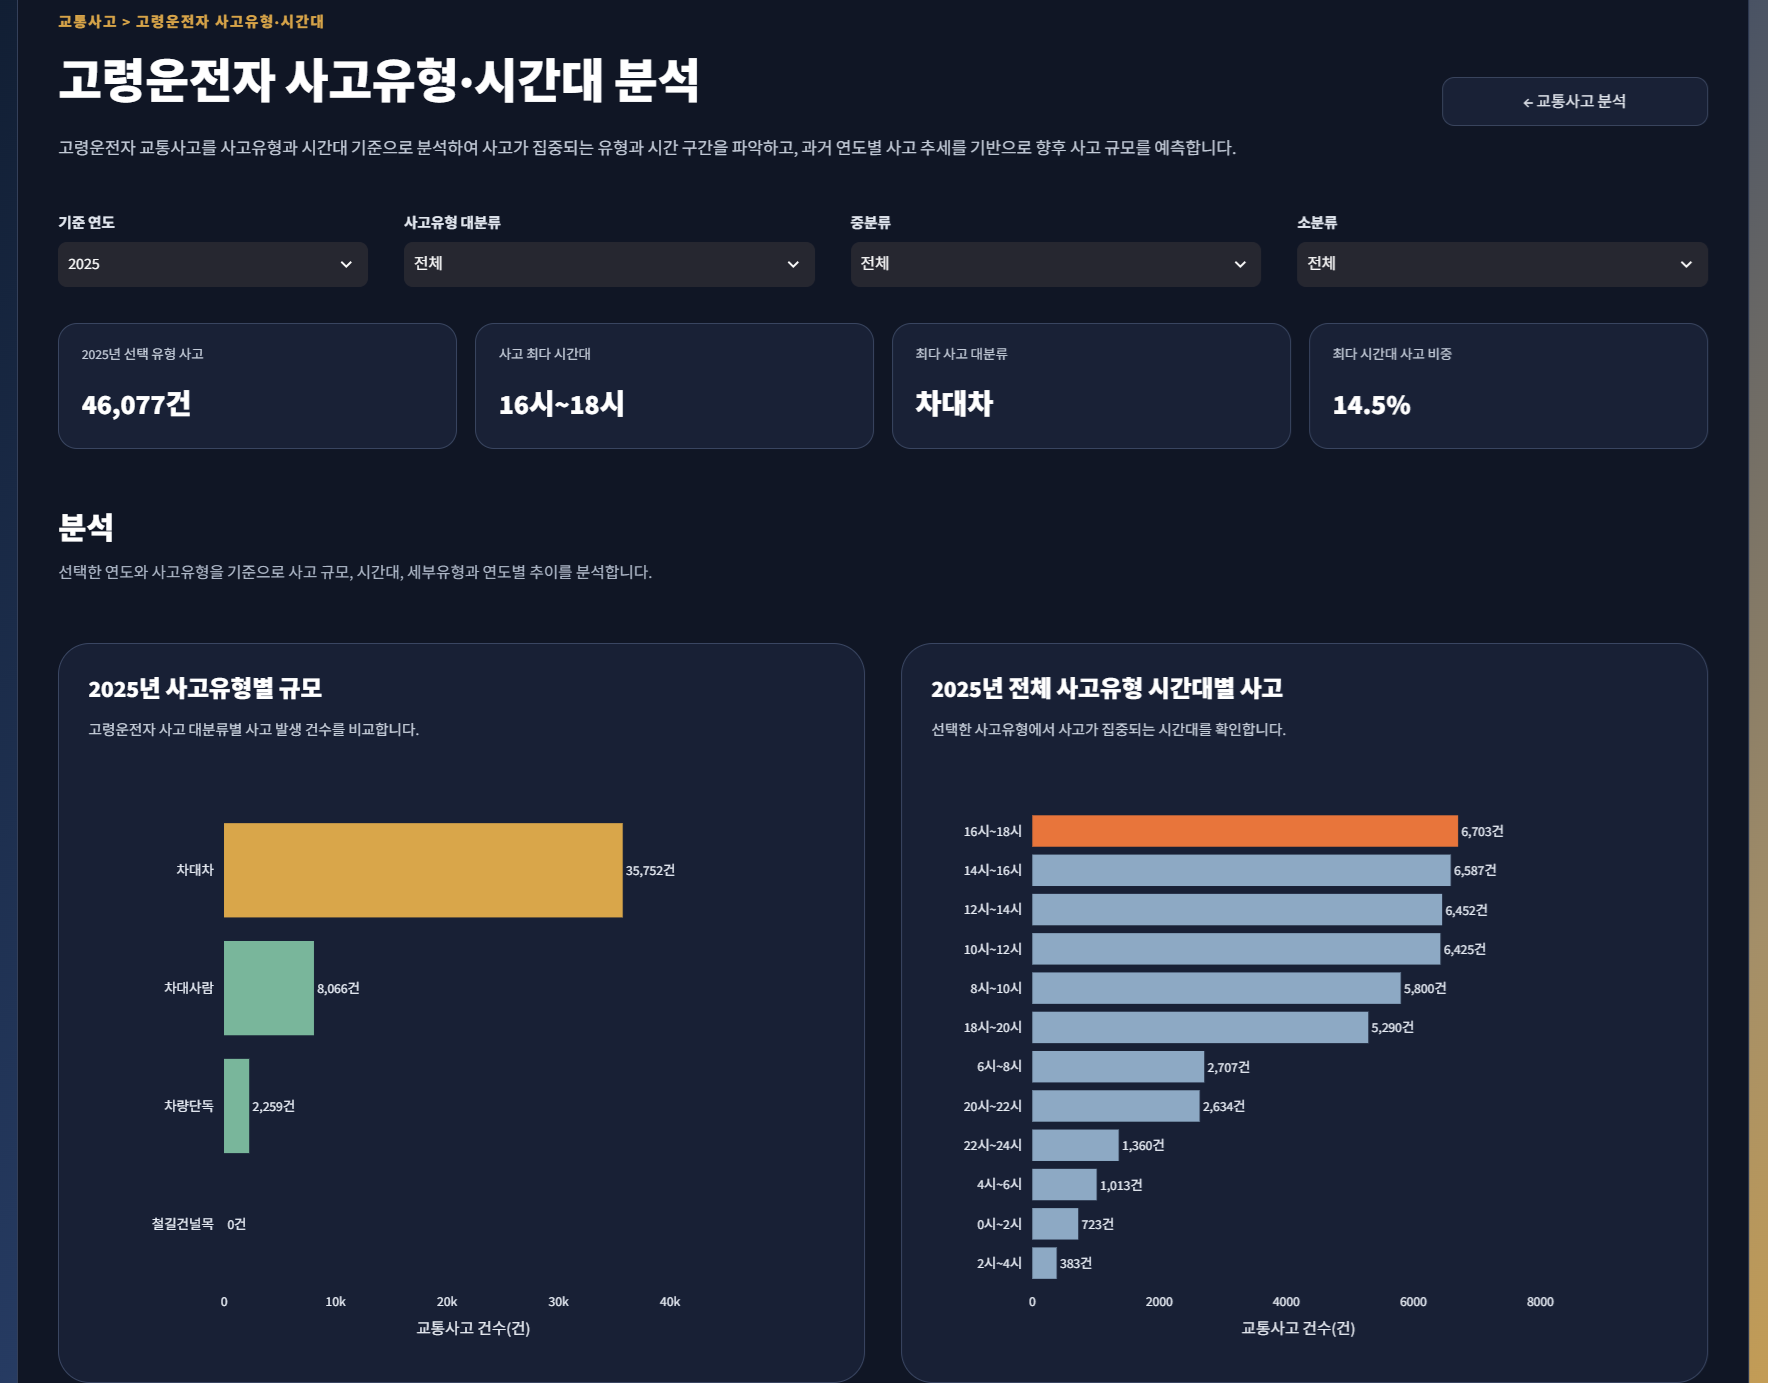 교통사고 > 고령운전자 사고유형·시간대
고령운전자 사고유형·시간대 분석
← 교통사고 분석
고령운전자 교통사고를 사고유형과 시간대 기준으로 분석하여 사고가 집중되는 유형과 시간 구간을 파악하고, 과거 연도별 사고 추세를 기반으로 향후 사고 규모를 예측합니다.
기준 연도
2025
사고유형 대분류
전체
중분류
전체
소분류
전체
2025년 선택 유형 사고
46,077건
사고 최다 시간대
16시~18시
최다 사고 대분류
차대차
최다 시간대 사고 비중
14.5%
분석
선택한 연도와 사고유형을 기준으로 사고 규모, 시간대, 세부유형과 연도별 추이를 분석합니다.
2025년 사고유형별 규모
고령운전자 사고 대분류별 사고 발생 건수를 비교합니다.
차대차 35,752건
차대사람 8,066건
차량단독 2,259건
철길건널목 0건
0 10k 20k 30k 40k
교통사고 건수(건)
2025년 전체 사고유형 시간대별 사고
선택한 사고유형에서 사고가 집중되는 시간대를 확인합니다.
16시~18시 6,703건
14시~16시 6,587건
12시~14시 6,452건
10시~12시 6,425건
8시~10시 5,800건
18시~20시 5,290건
6시~8시 2,707건
20시~22시 2,634건
22시~24시 1,360건
4시~6시 1,013건
0시~2시 723건
2시~4시 383건
0 2000 4000 6000 8000
교통사고 건수(건)